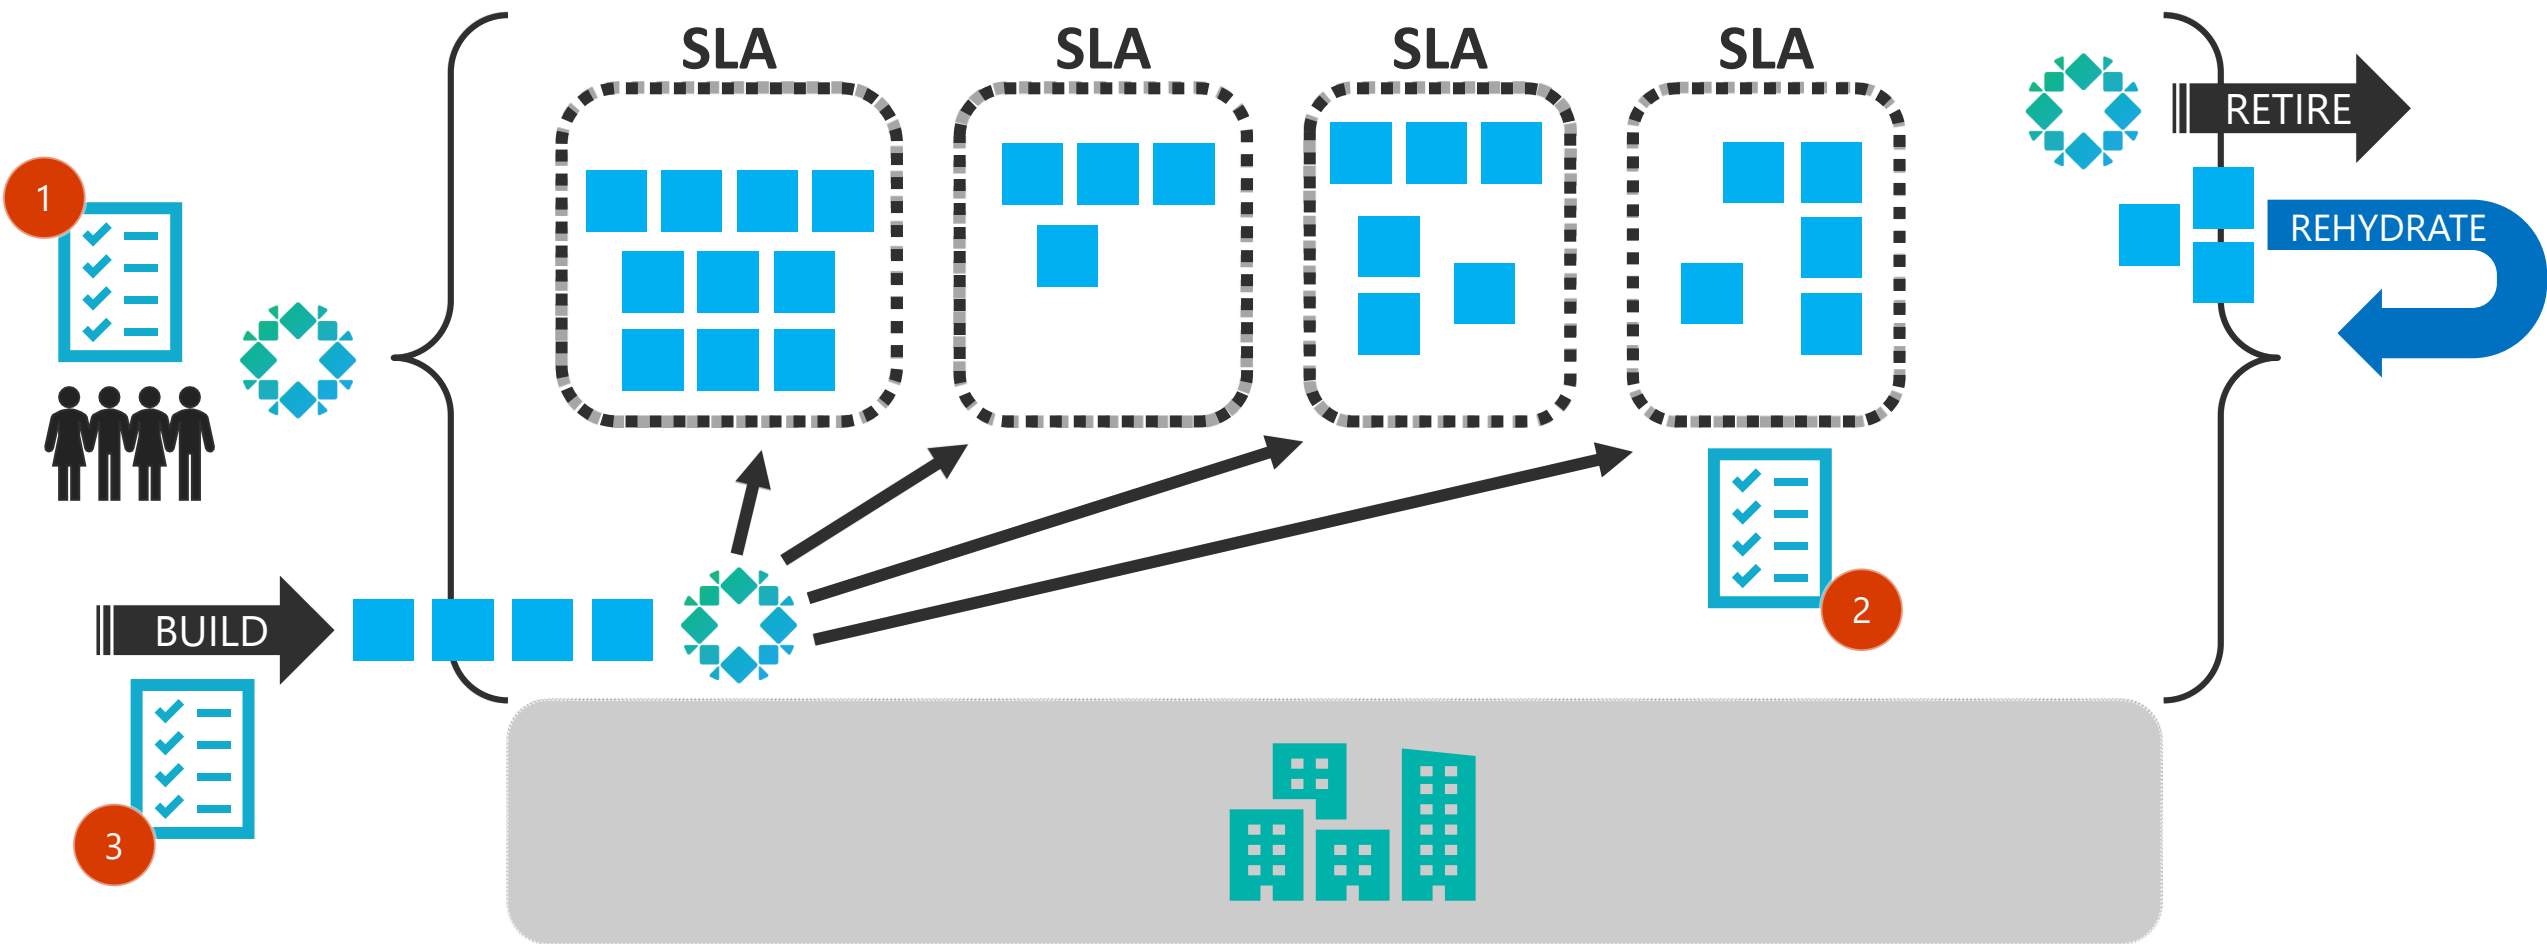 SLA SLA SLA SLA
RETIRE
1
REHYDRATE
BUILD
2
3